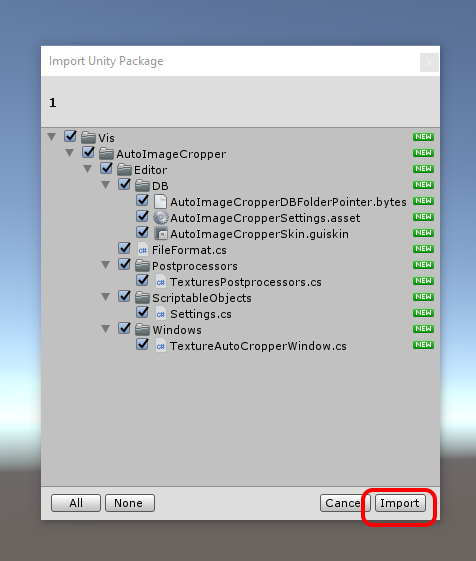 Import Unity Package
x
1
Vis NEW
AutoImageCropper NEW
Editor NEW
DB NEW
AutoImageCropperDBFolderPointer.bytes NEW
AutoImageCropperSettings.asset NEW
AutoImageCropperSkin.guiskin NEW
C# FileFormat.cs NEW
Postprocessors NEW
C# TexturesPostprocessors.cs NEW
ScriptableObjects NEW
C# Settings.cs NEW
Windows NEW
C# TextureAutoCropperWindow.cs NEW
All None Cancel Import